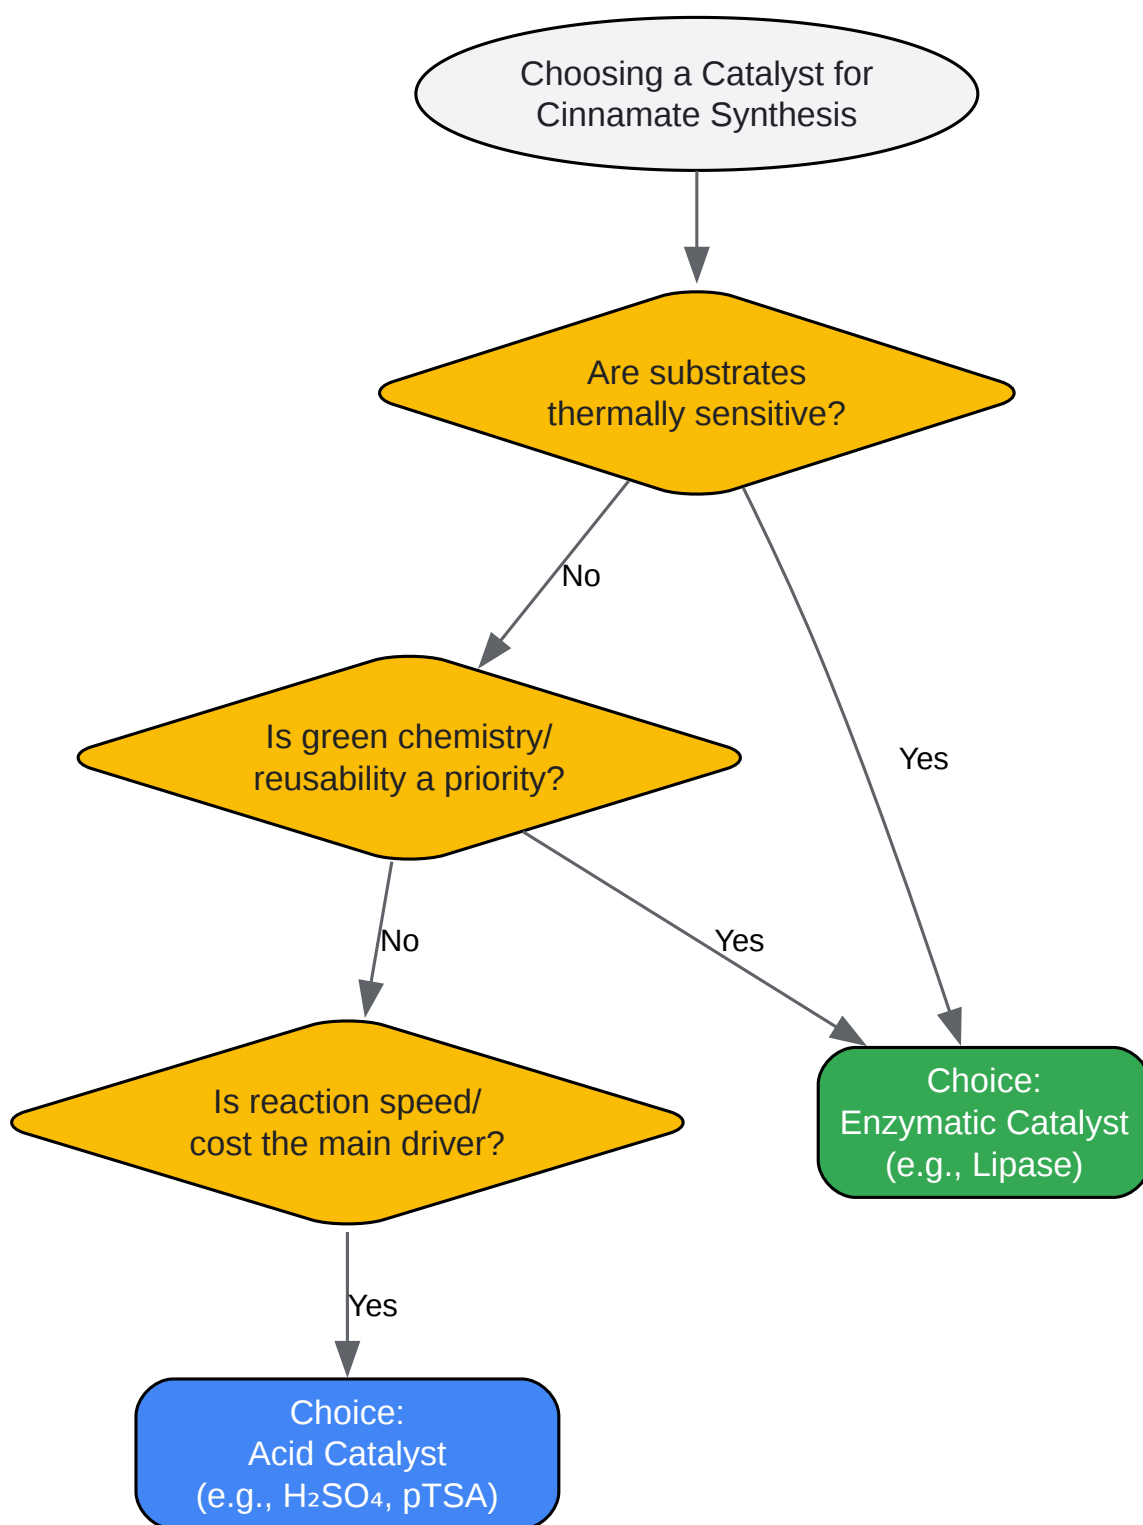 Choosing a Catalyst for
Cinnamate Synthesis
Are substrates
thermally sensitive?
No
Is green chemistry/
reusability a priority?
Yes
No
Yes
Is reaction speed/
cost the main driver?
Choice:
Enzymatic Catalyst
(e.g., Lipase)
Yes
Choice:
Acid Catalyst
(e.g., H₂SO₄, pTSA)